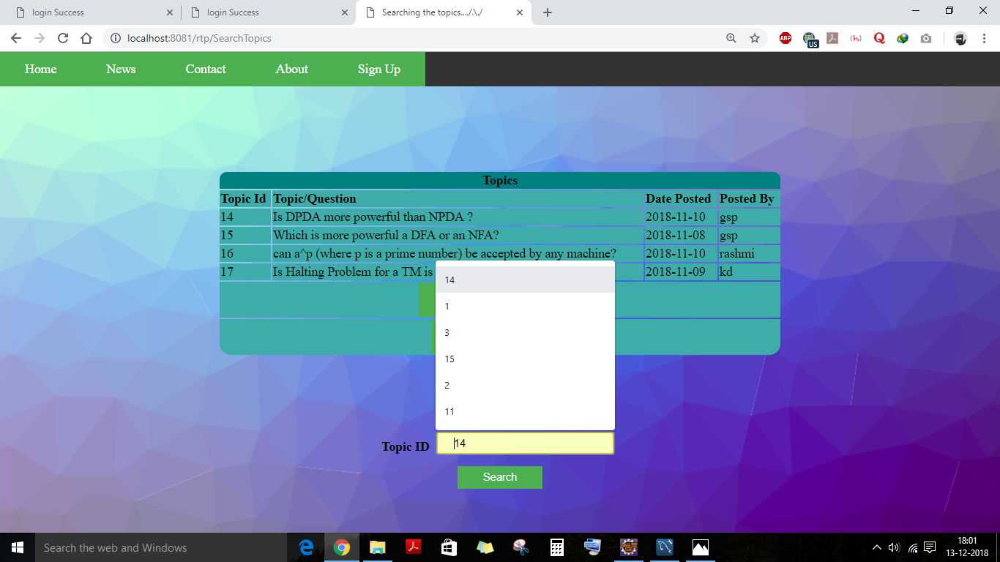 login Success
login Success
Searching the topics..../.\./
localhost:8081/rtp/SearchTopics
ABP
US
Home News Contact About Sign Up
Topics
Topic Id Topic/Question Date Posted Posted By
14 Is DPDA more powerful than NPDA ? 2018-11-10 gsp
15 Which is more powerful a DFA or an NFA? 2018-11-08 gsp
16 can a^p (where p is a prime number) be accepted by any machine? 2018-11-10 rashmi
17 Is Halting Problem for a TM is 2018-11-09 kd
14
1
3
15
2
11
Topic ID 14
Search
Search the web and Windows
18:01
13-12-2018